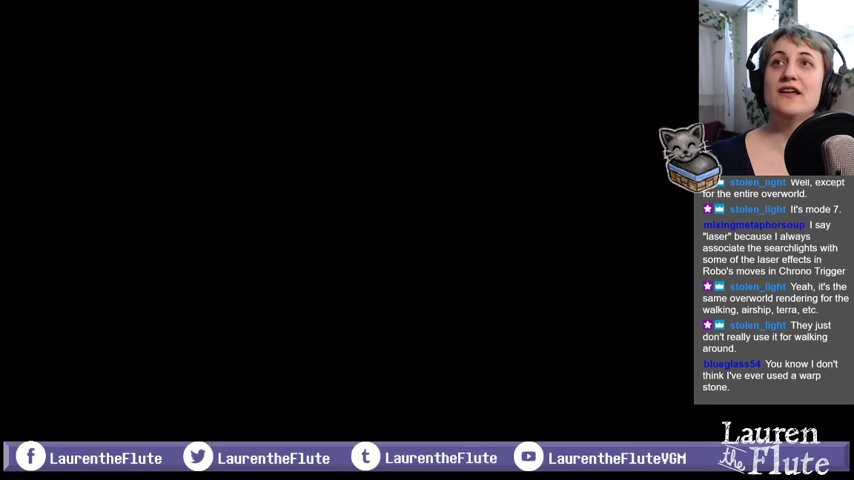 stolen_light Well, except
for the entire overworld.
stolen_light It's mode 7.
mixingmetaphorsoup I say
"laser" because I always
associate the searchlights with
some of the laser effects in
Robo's moves in Chrono Trigger
stolen_light Yeah, it's the
same overworld rendering for the
walking, airship, terra, etc.
stolen_light They just
don't really use it for walking
around.
blueglass54 You know I don't
think I've ever used a warp
stone.
Lauren
the Flute
f LaurentheFlute LaurentheFlute t LaurentheFlute LaurentheFluteVGM